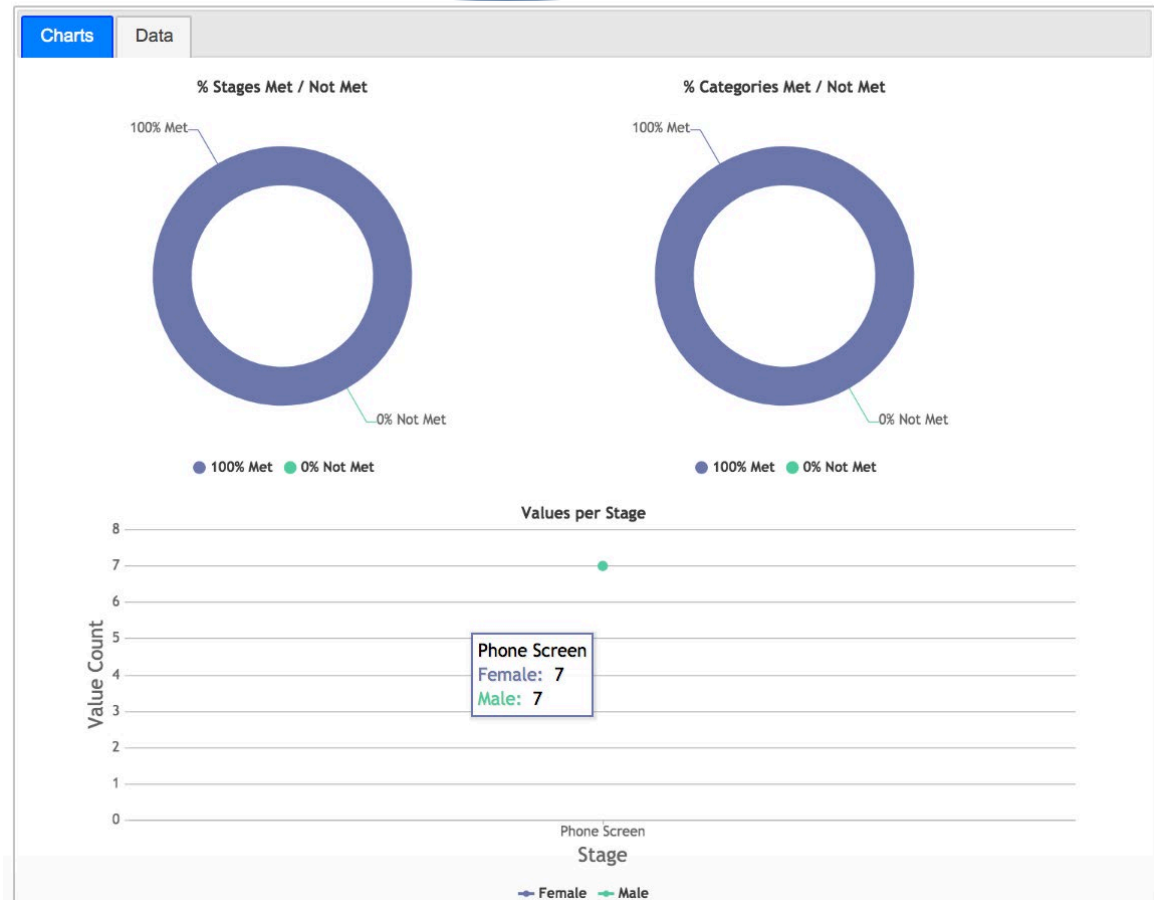 Charts Data
% Stages Met / Not Met
100% Met
0% Not Met
100% Met 0% Not Met
% Categories Met / Not Met
100% Met
0% Not Met
100% Met 0% Not Met
Values per Stage
Value Count
8
7
6
5
4
3
2
1
0
Phone Screen
Female: 7
Male: 7
Phone Screen
Stage
Female Male